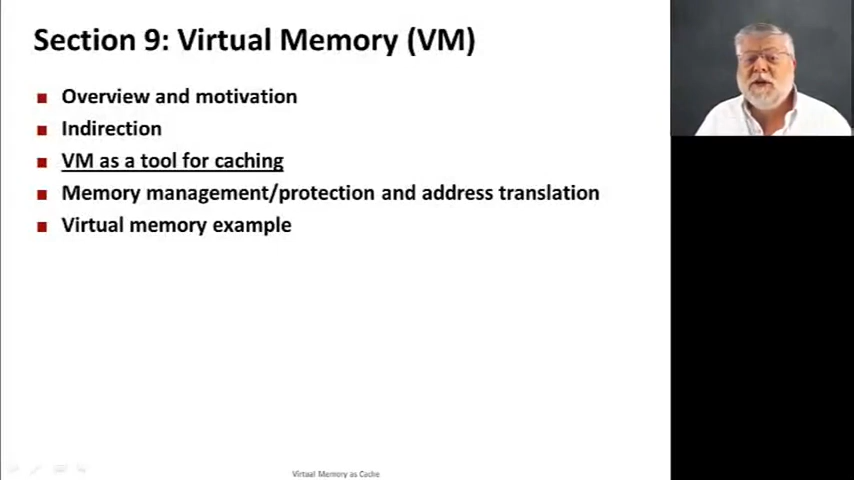 Section 9: Virtual Memory (VM)
Overview and motivation
Indirection
VM as a tool for caching
Memory management/protection and address translation
Virtual memory example
Virtual Memory as Cache